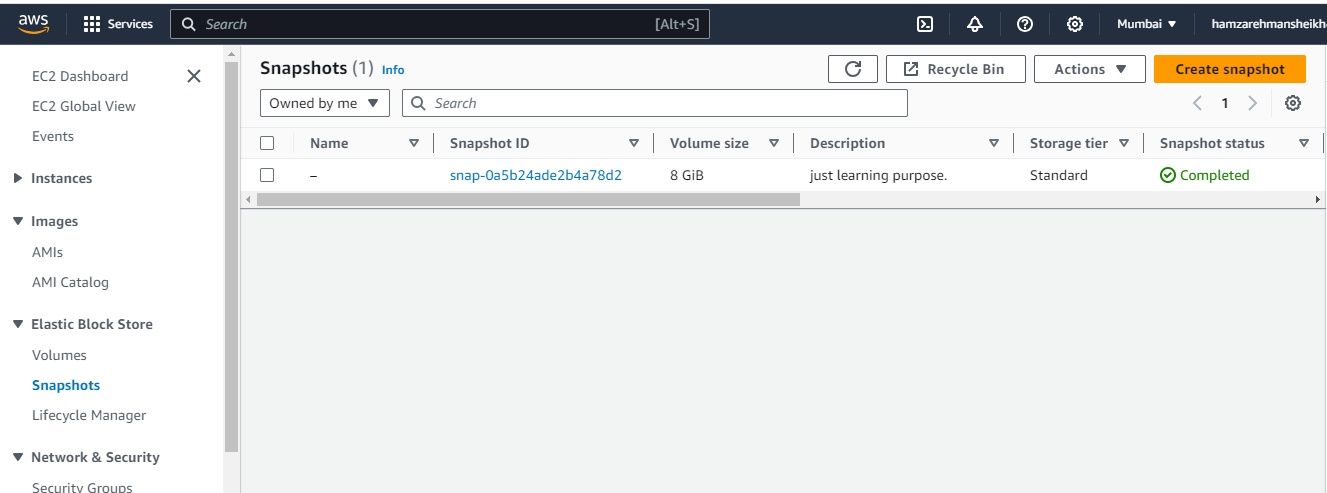 aws Services Search [Alt+S] Mumbai hamzarehmansheikh
EC2 Dashboard
EC2 Global View
Events
Instances
Images
AMIs
AMI Catalog
Elastic Block Store
Volumes
Snapshots
Lifecycle Manager
Network & Security
Security Groups
Snapshots (1) Info Recycle Bin Actions Create snapshot
Owned by me Search 1
Name Snapshot ID Volume size Description Storage tier Snapshot status
– snap-0a5b24ade2b4a78d2 8 GiB just learning purpose. Standard Completed